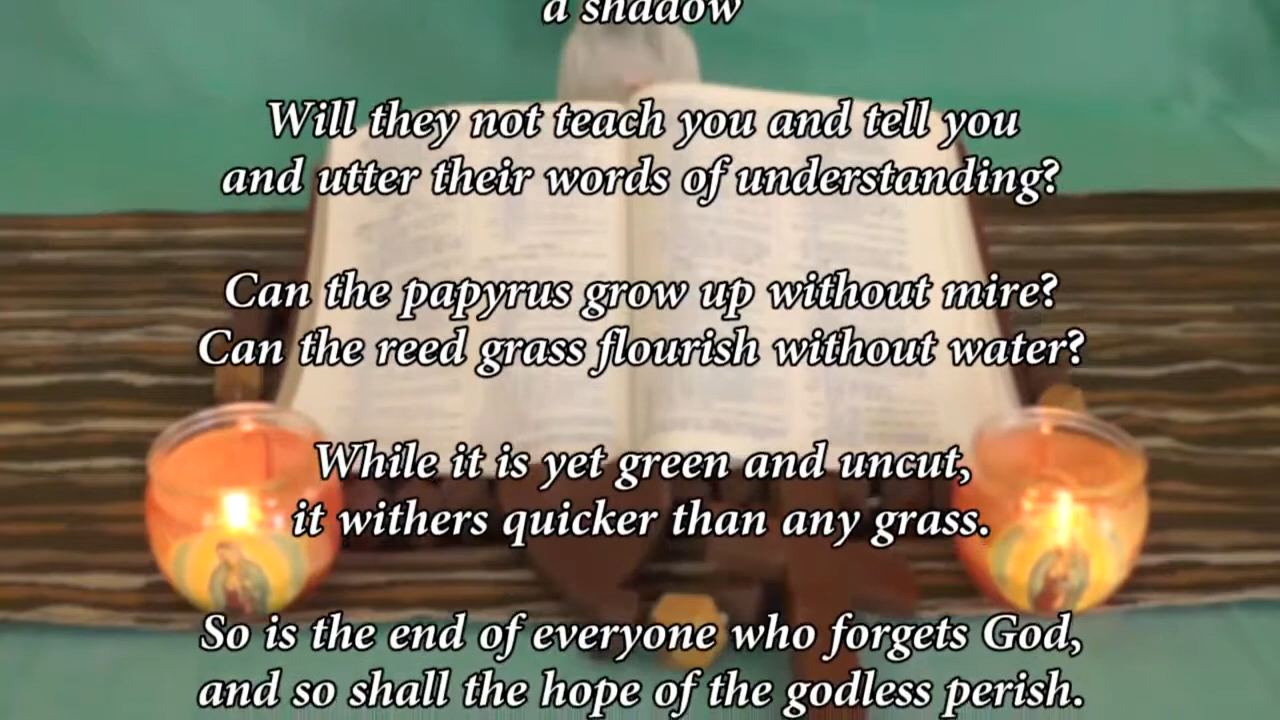 a shadow
Will they not teach you and tell you
and utter their words of understanding?
Can the papyrus grow up without mire?
Can the reed grass flourish without water?
While it is yet green and uncut,
it withers quicker than any grass.
So is the end of everyone who forgets God,
and so shall the hope of the godless perish.